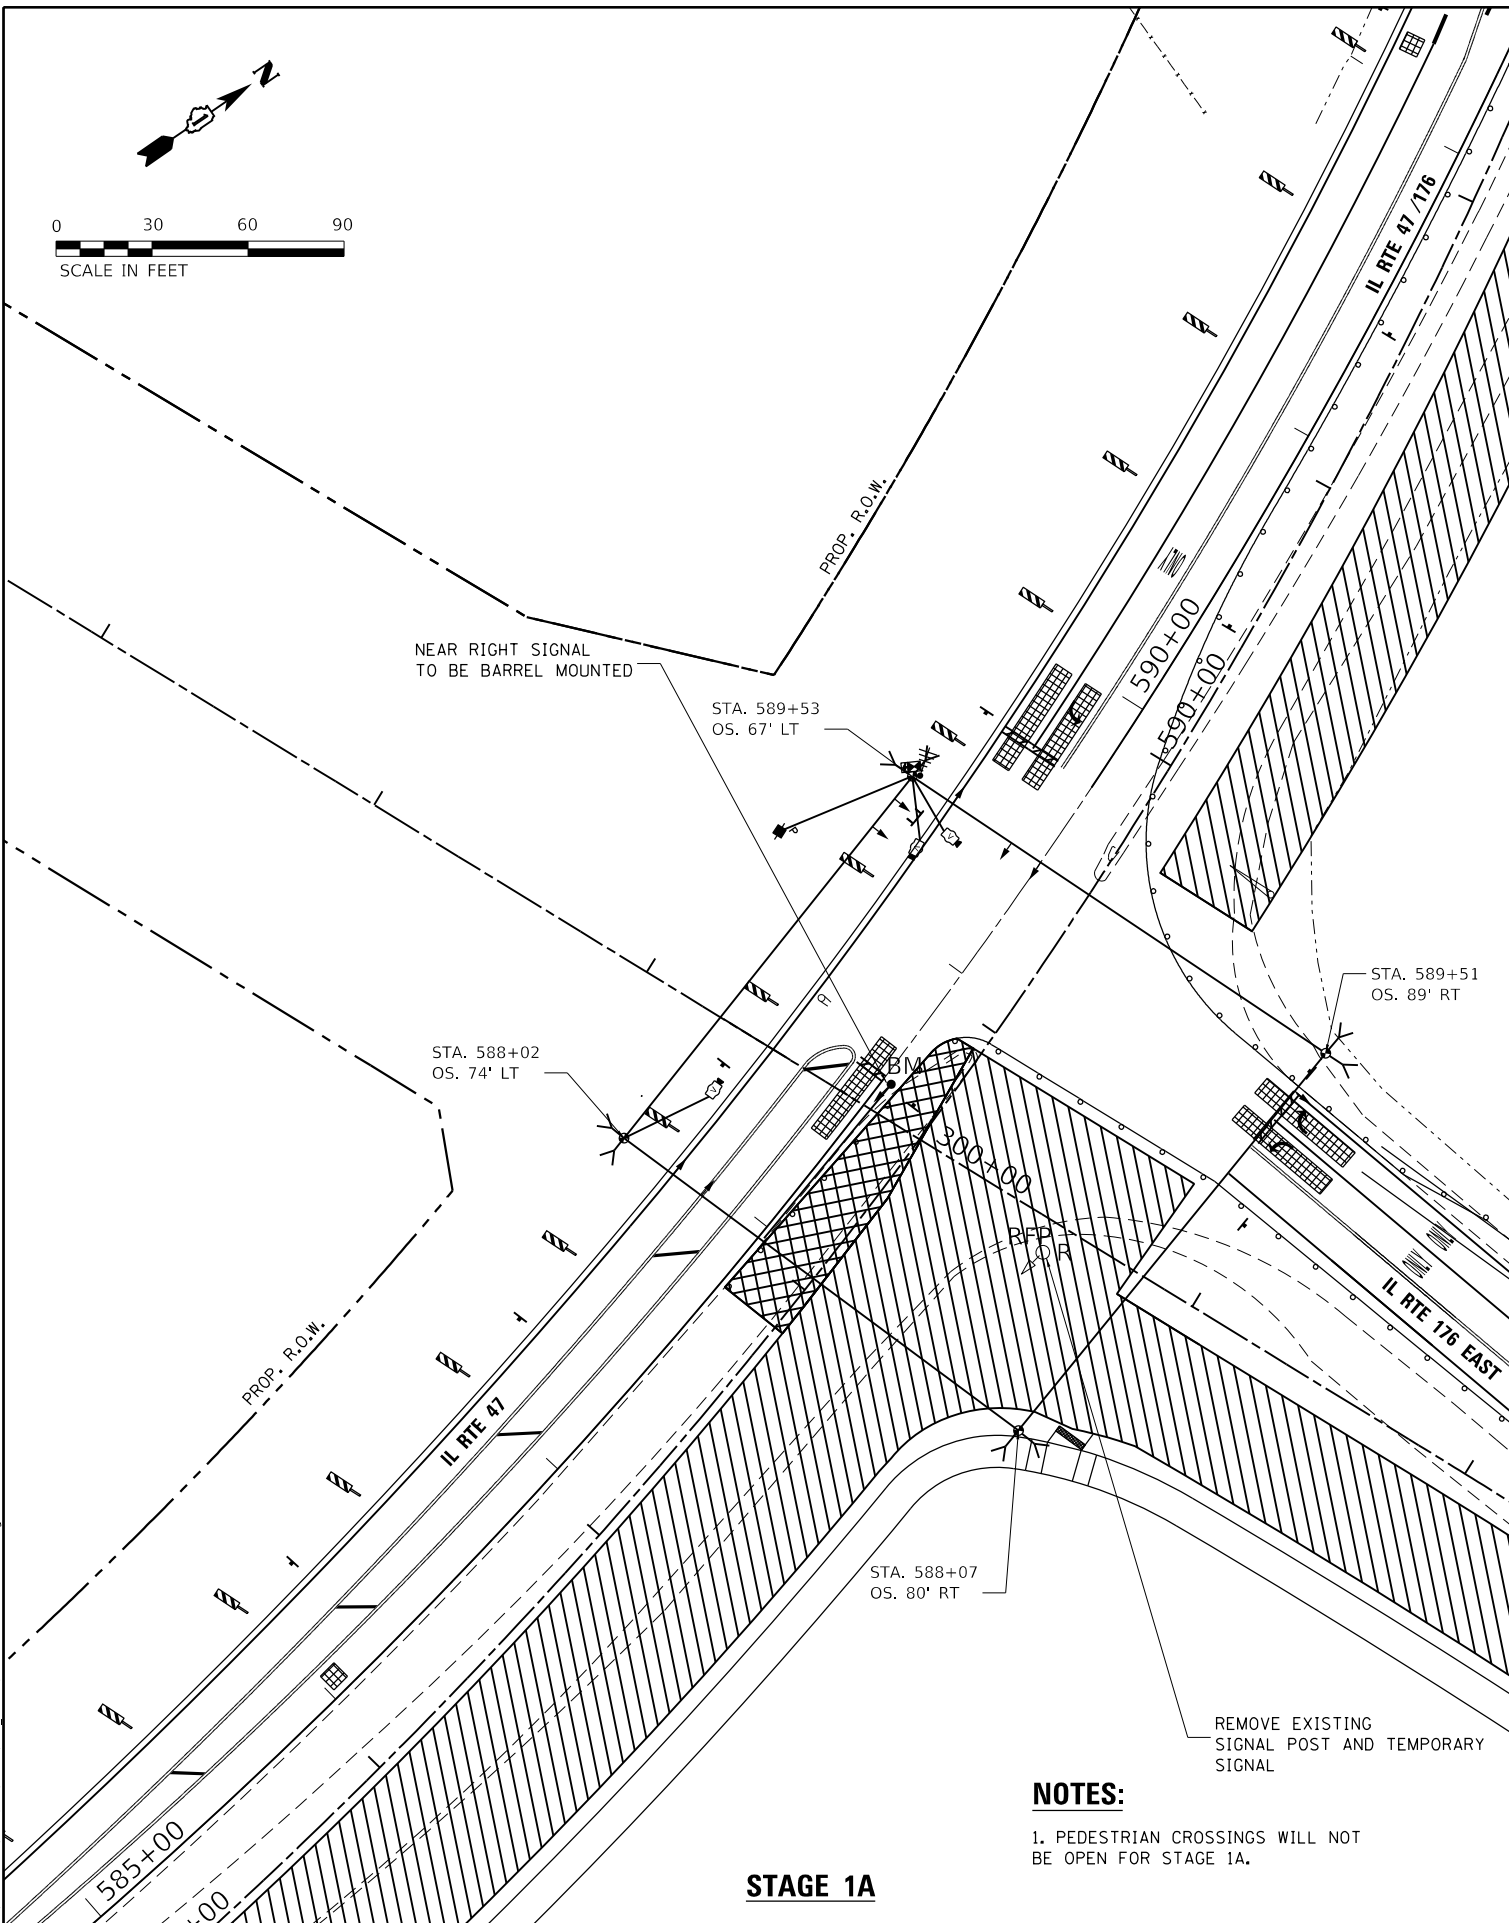 N
0 30 60 90
SCALE IN FEET
IL RTE 47 /176
PROP. R.O.W.
590+00
590+00
NEAR RIGHT SIGNAL
TO BE BARREL MOUNTED
STA. 589+53
OS. 67' LT
P
V
V
STA. 589+51
OS. 89' RT
STA. 588+02
OS. 74' LT
V
BM
300+00
RFP
R
IL RTE 176 EAST
PROP. R.O.W.
IL RTE 47
STA. 588+07
OS. 80' RT
REMOVE EXISTING
SIGNAL POST AND TEMPORARY
SIGNAL
NOTES:
1. PEDESTRIAN CROSSINGS WILL NOT
BE OPEN FOR STAGE 1A.
585+00
+00
STAGE 1A